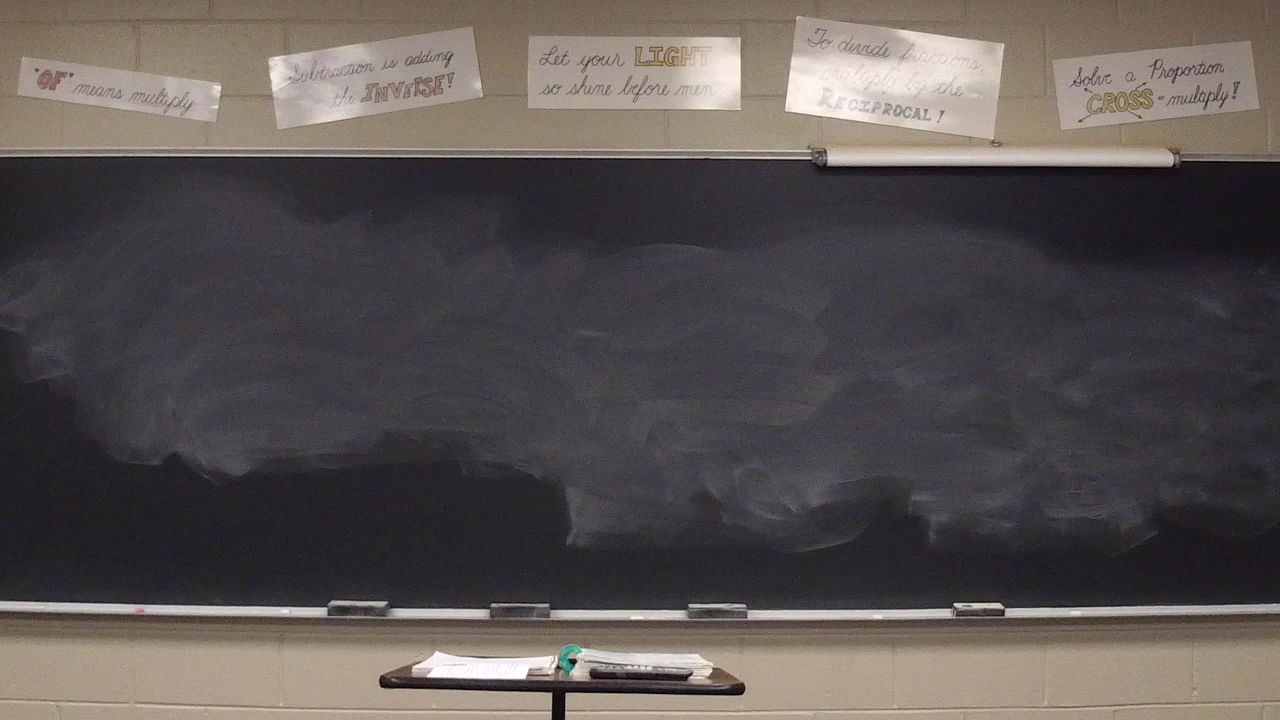 "OF" means multiply
Subtraction is adding
the INVERSE!
Let your LIGHT
so shine before men
To divide fractions,
multiply by the
RECIPROCAL!
Solve a Proportion
CROSS-multiply!